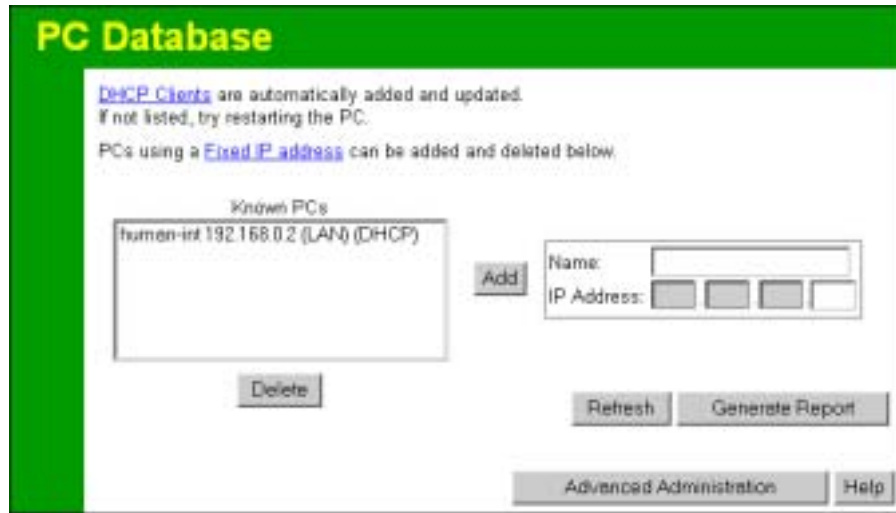 PC Database
DHCP Clients are automatically added and updated.
If not listed, try restarting the PC.
PCs using a Fixed IP address can be added and deleted below.
Known PCs
human-int 192.168.0.2 (LAN) (DHCP)
Add
Name:
IP Address:
Delete
Refresh
Generate Report
Advanced Administration
Help